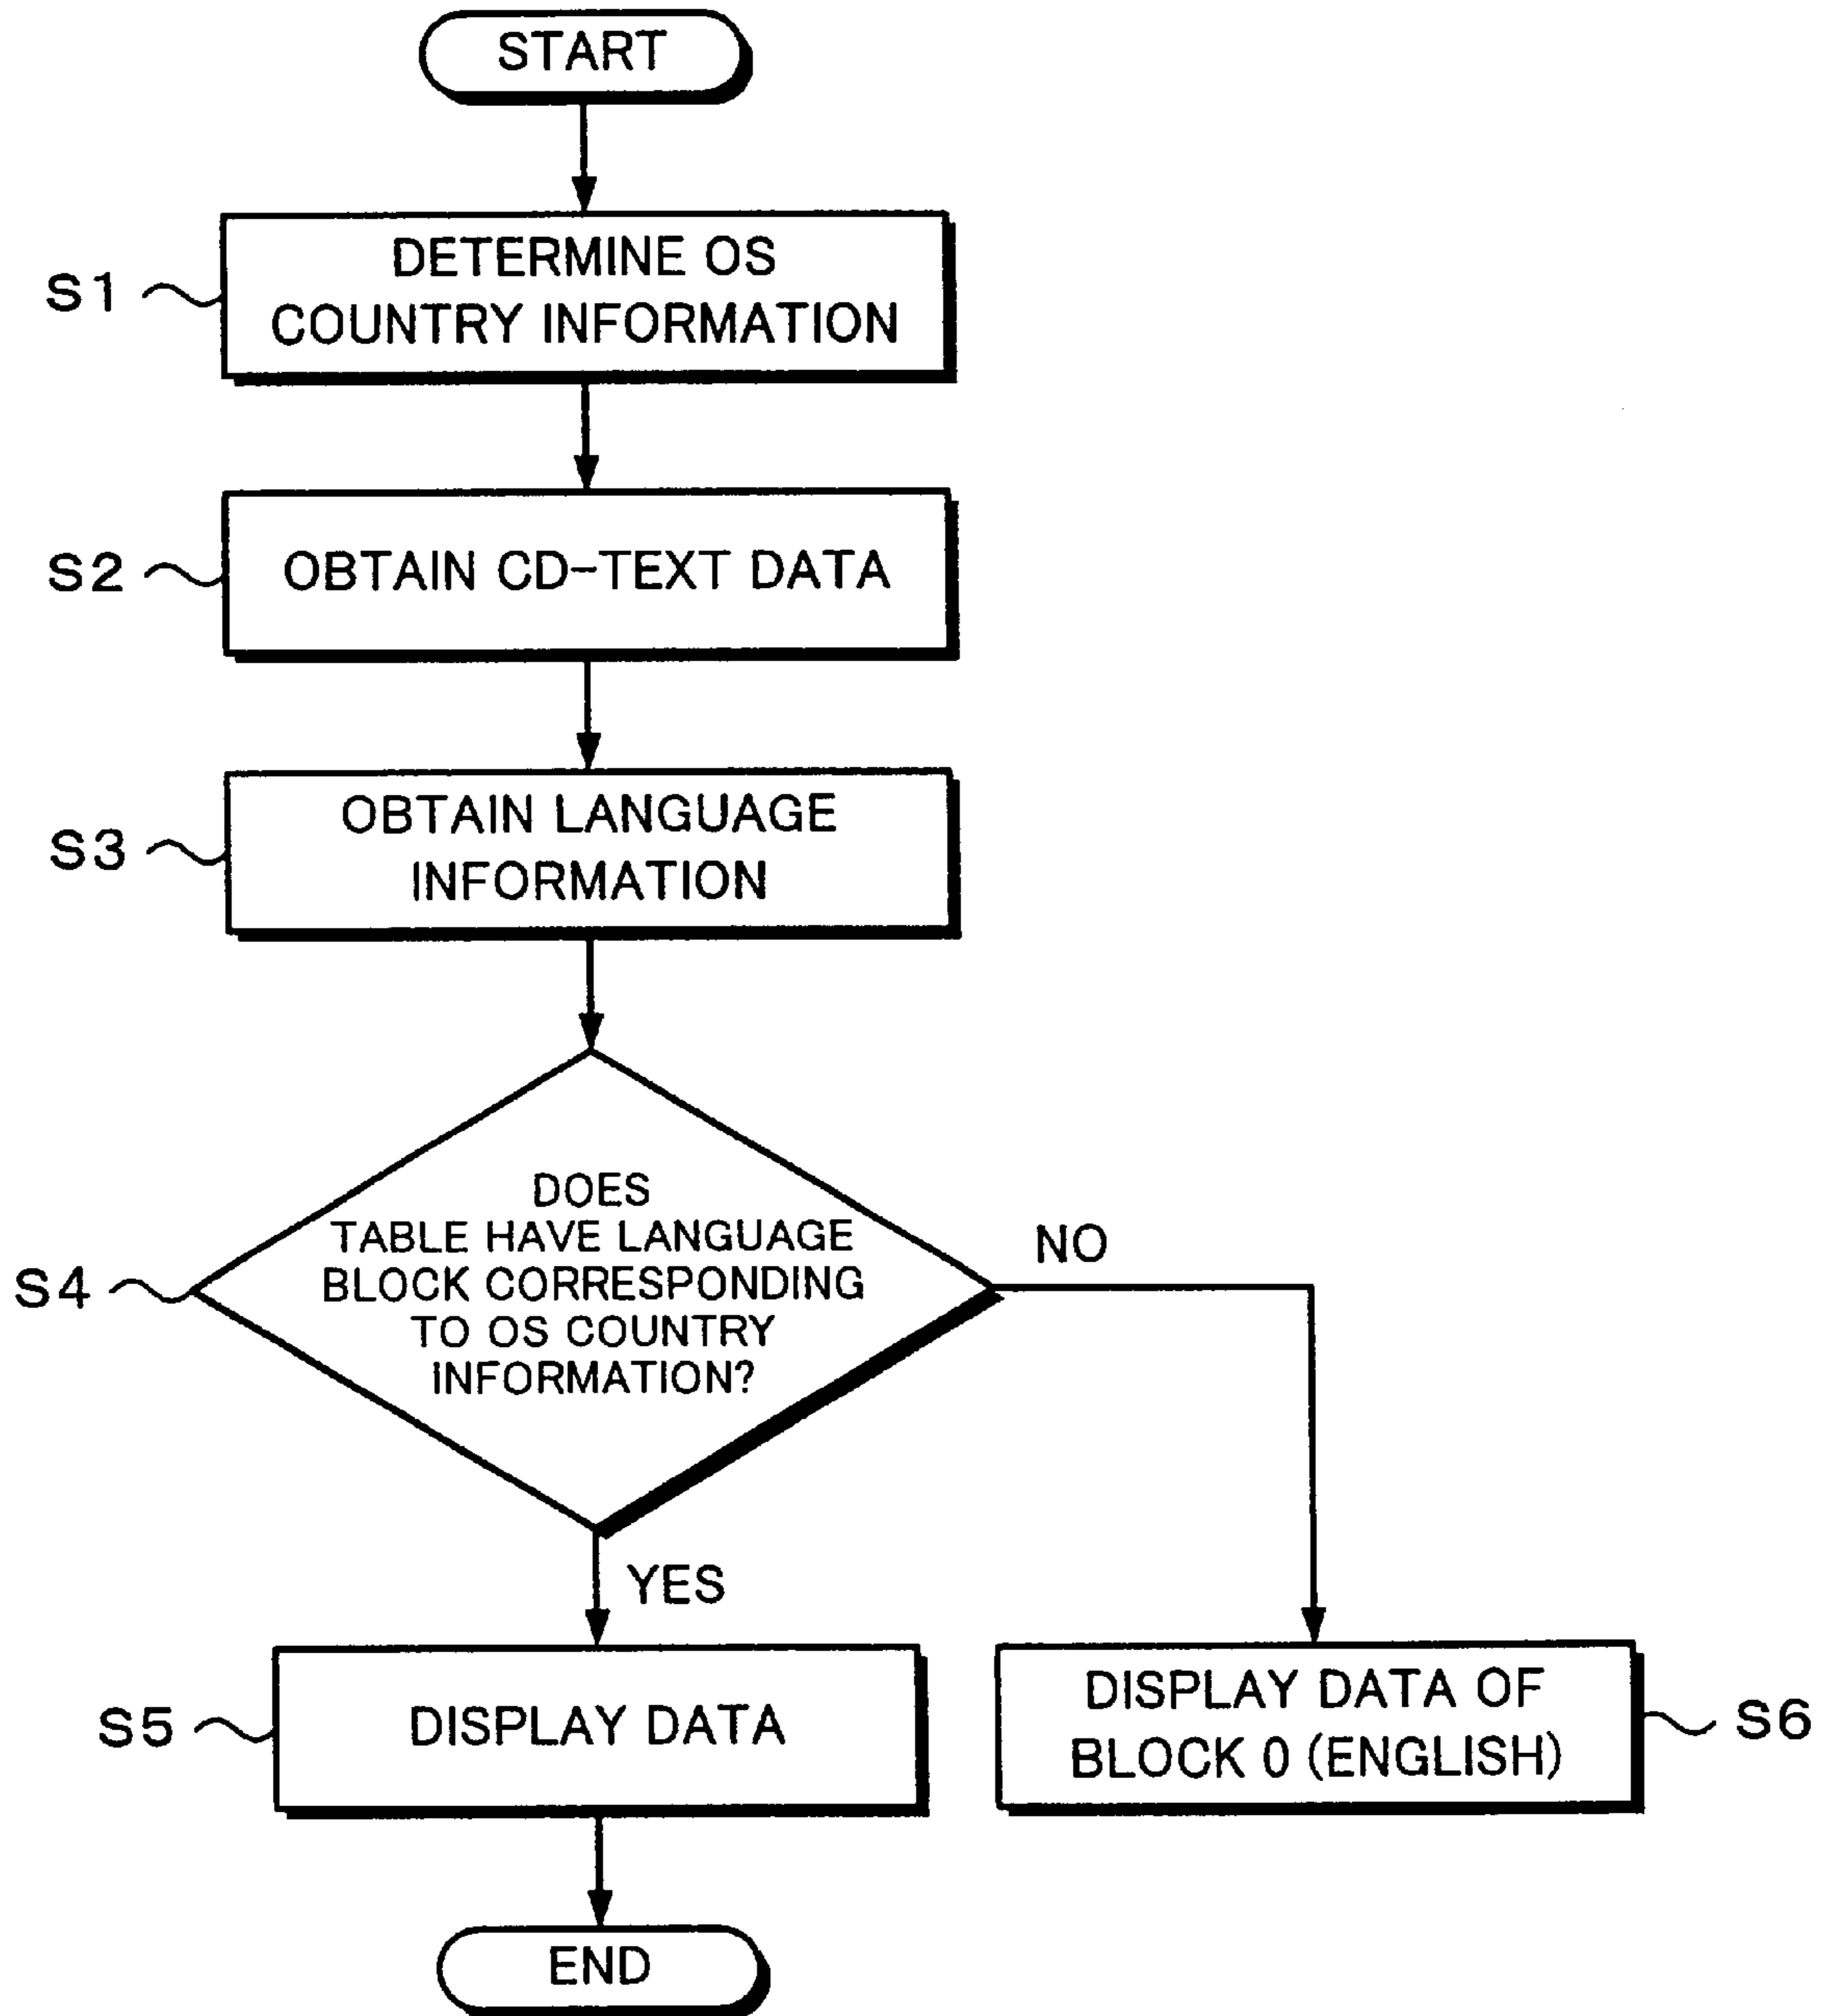 START
S1
DETERMINE OS
COUNTRY INFORMATION
S2
OBTAIN CD-TEXT DATA
S3
OBTAIN LANGUAGE
INFORMATION
S4
DOES
TABLE HAVE LANGUAGE
BLOCK CORRESPONDING
TO OS COUNTRY
INFORMATION?
NO
YES
S5
DISPLAY DATA
DISPLAY DATA OF
BLOCK 0 (ENGLISH)
S6
END